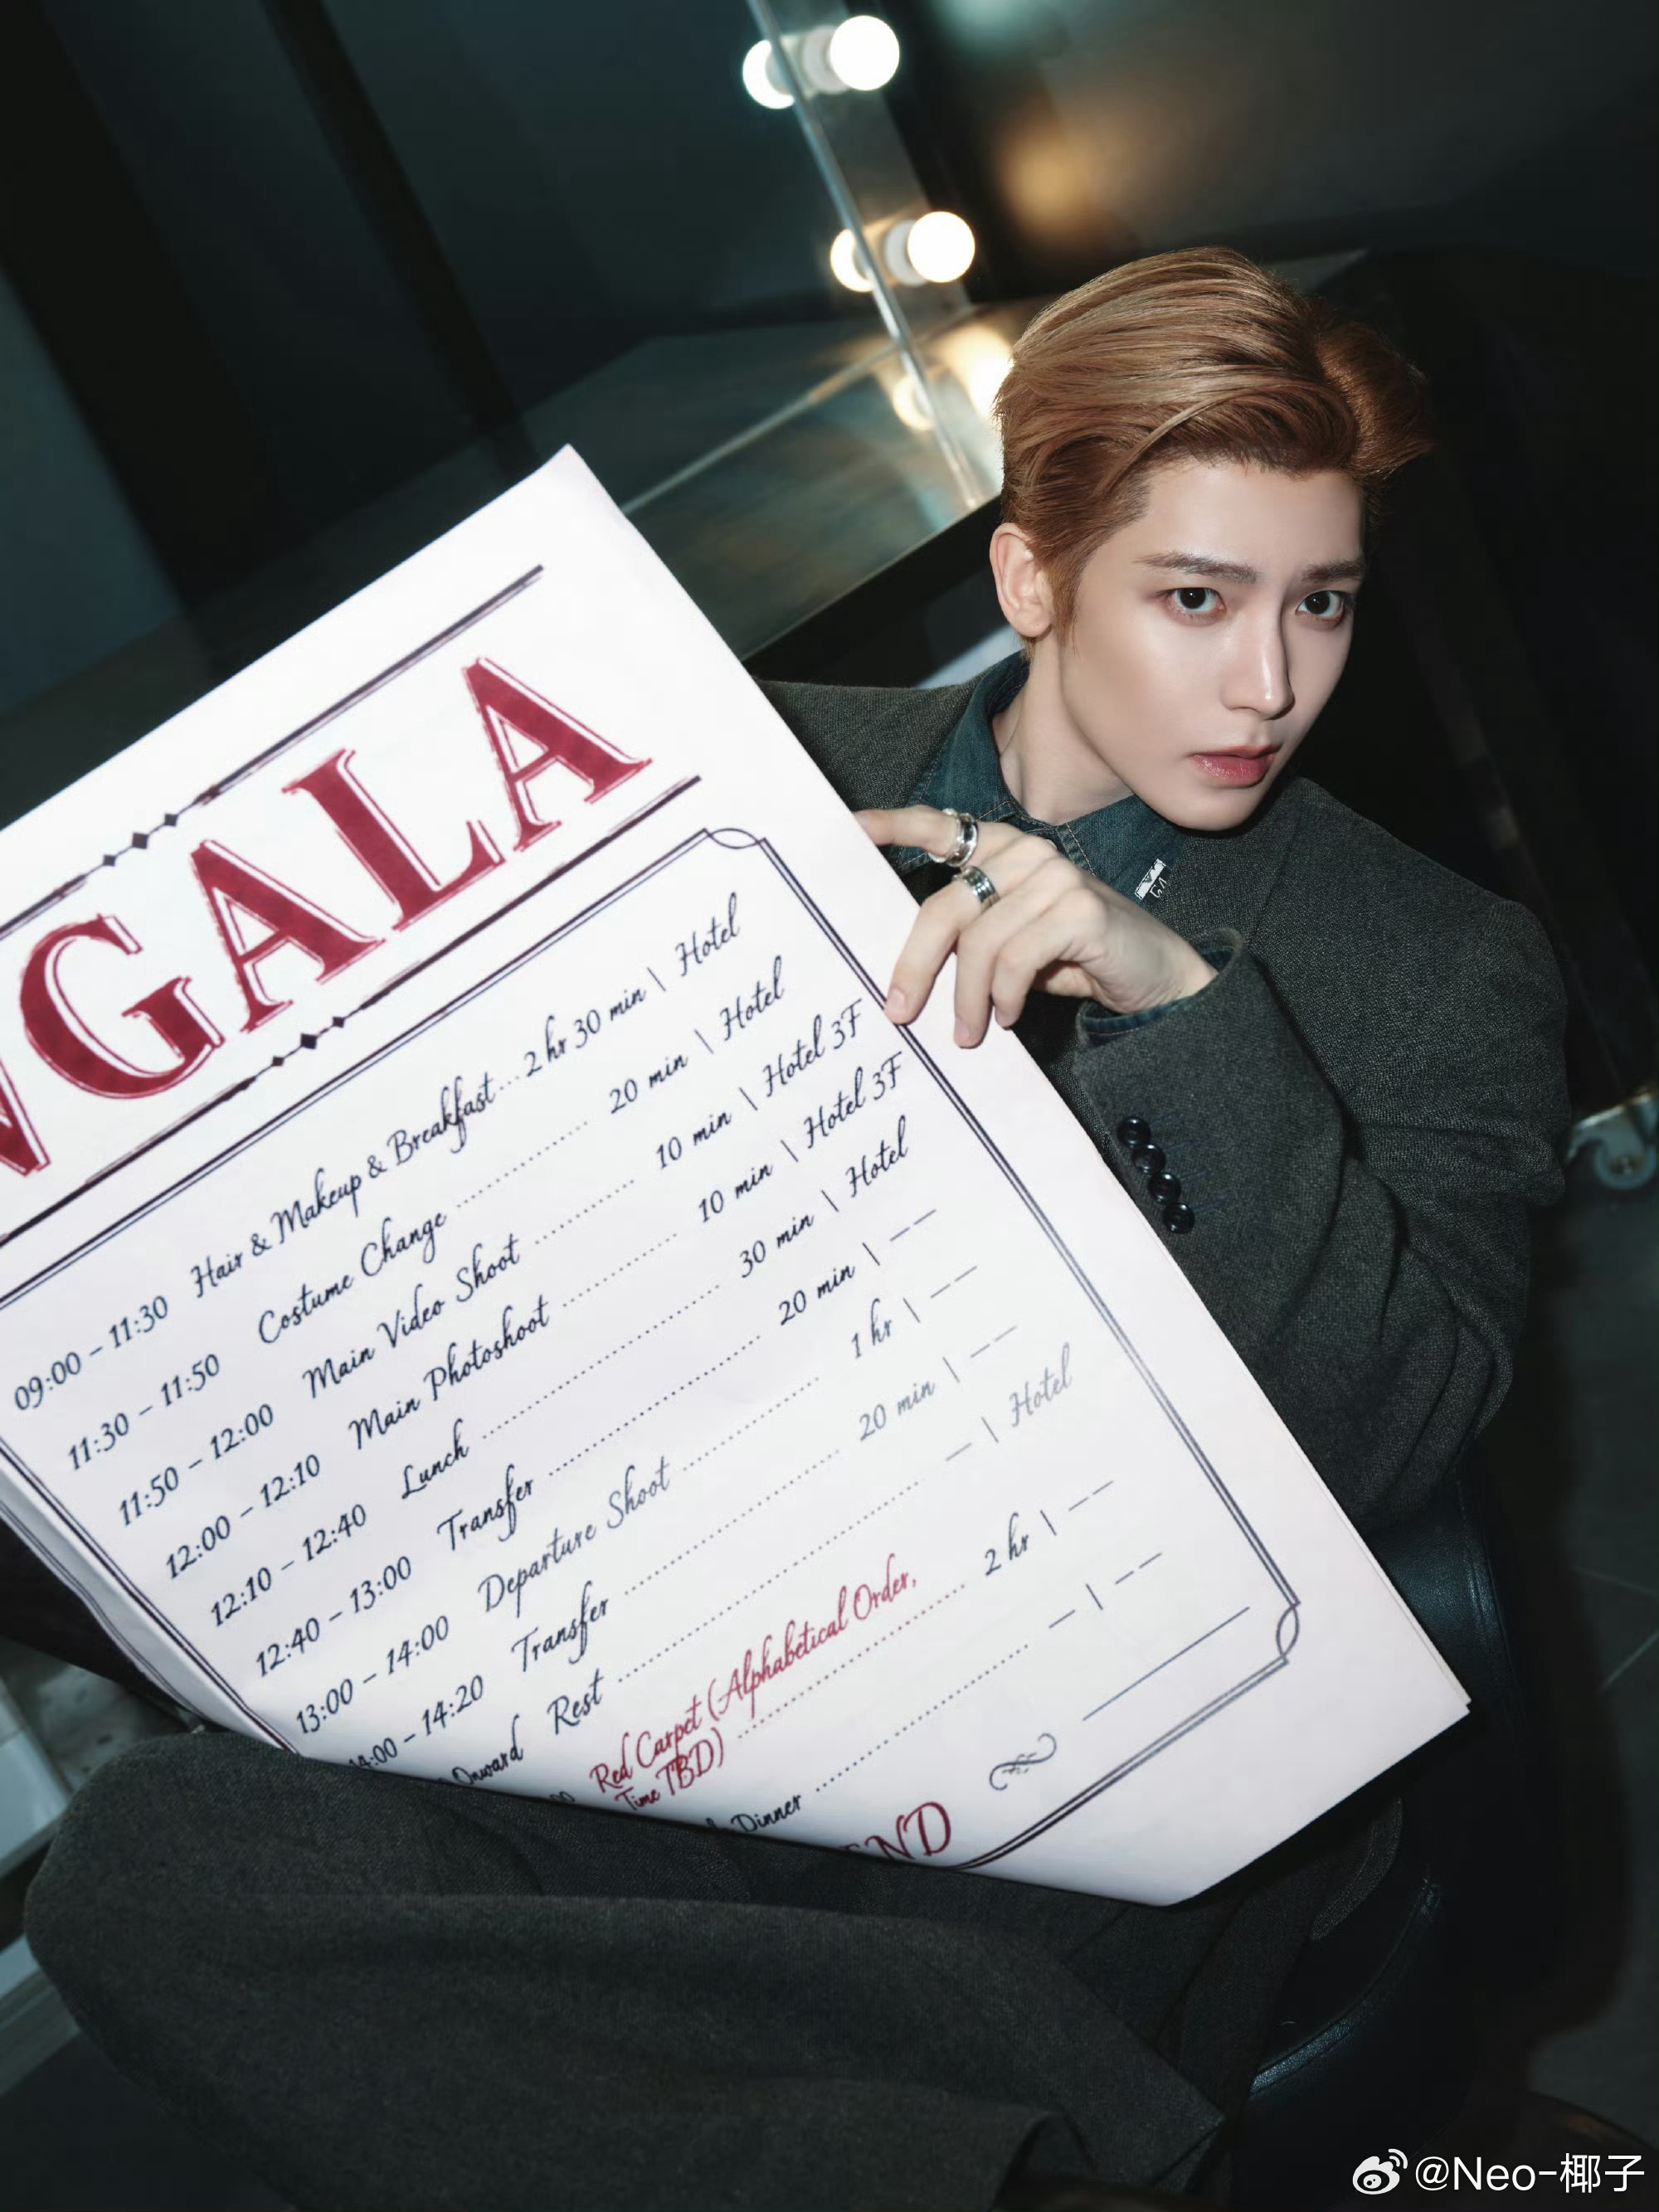 GALA
09:00 – 11:30 Hair & Makeup & Breakfast... 2 hr 30 min \ Hotel
11:30 – 11:50 Costume Change ............... 20 min \ Hotel
11:50 – 12:00 Main Video Shoot ............ 10 min \ Hotel 3F
12:00 – 12:10 Main Photoshoot ............ 10 min \ Hotel 3F
12:10 – 12:40 Lunch ........................... 30 min \ Hotel
12:40 – 13:00 Transfer ........................ 20 min \ — —
13:00 – 14:00 Departure Shoot ............... 1 hr \ — —
14:00 – 14:20 Transfer ........................ 20 min \ — —
Onward Rest ........................... — \ Hotel
Red Carpet (Alphabetical Order,
Time TBD) ........................ 2 hr \ — —
Dinner ........................ — \ — —
END
@Neo-椰子